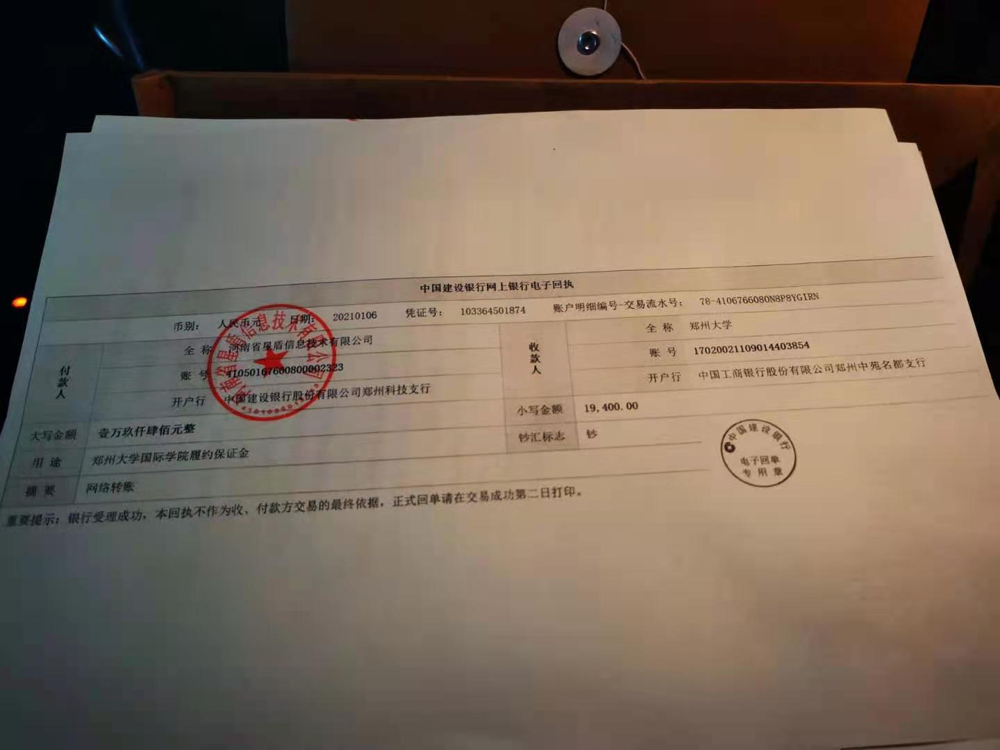 中国建设银行网上银行电子回执
币别： 人民币元 日期： 20210106 凭证号： 103364501874 账户明细编号-交易流水号： 78-4106766080N8P8YGIRN
付款人 全 称 河南省星盾信息技术有限公司 收款人 全 称 郑州大学
账 号 41050167660800002323 账 号 1702002110901440385​4
开户行 中国建设银行股份有限公司郑州科技支行 开户行 中国工商银行股份有限公司郑州中苑名都支行
大写金额 壹万玖仟肆佰元整 小写金额 19,400.00
用 途 郑州大学国际学院履约保证金 钞汇标志 钞
摘 要 网络转账
重要提示：银行受理成功，本回执不作为收、付款方交易的最终依据，正式回单请在交易成功第二日打印。
河南省星盾信息技术有限公司
中国建设银行
电子回单
专用章